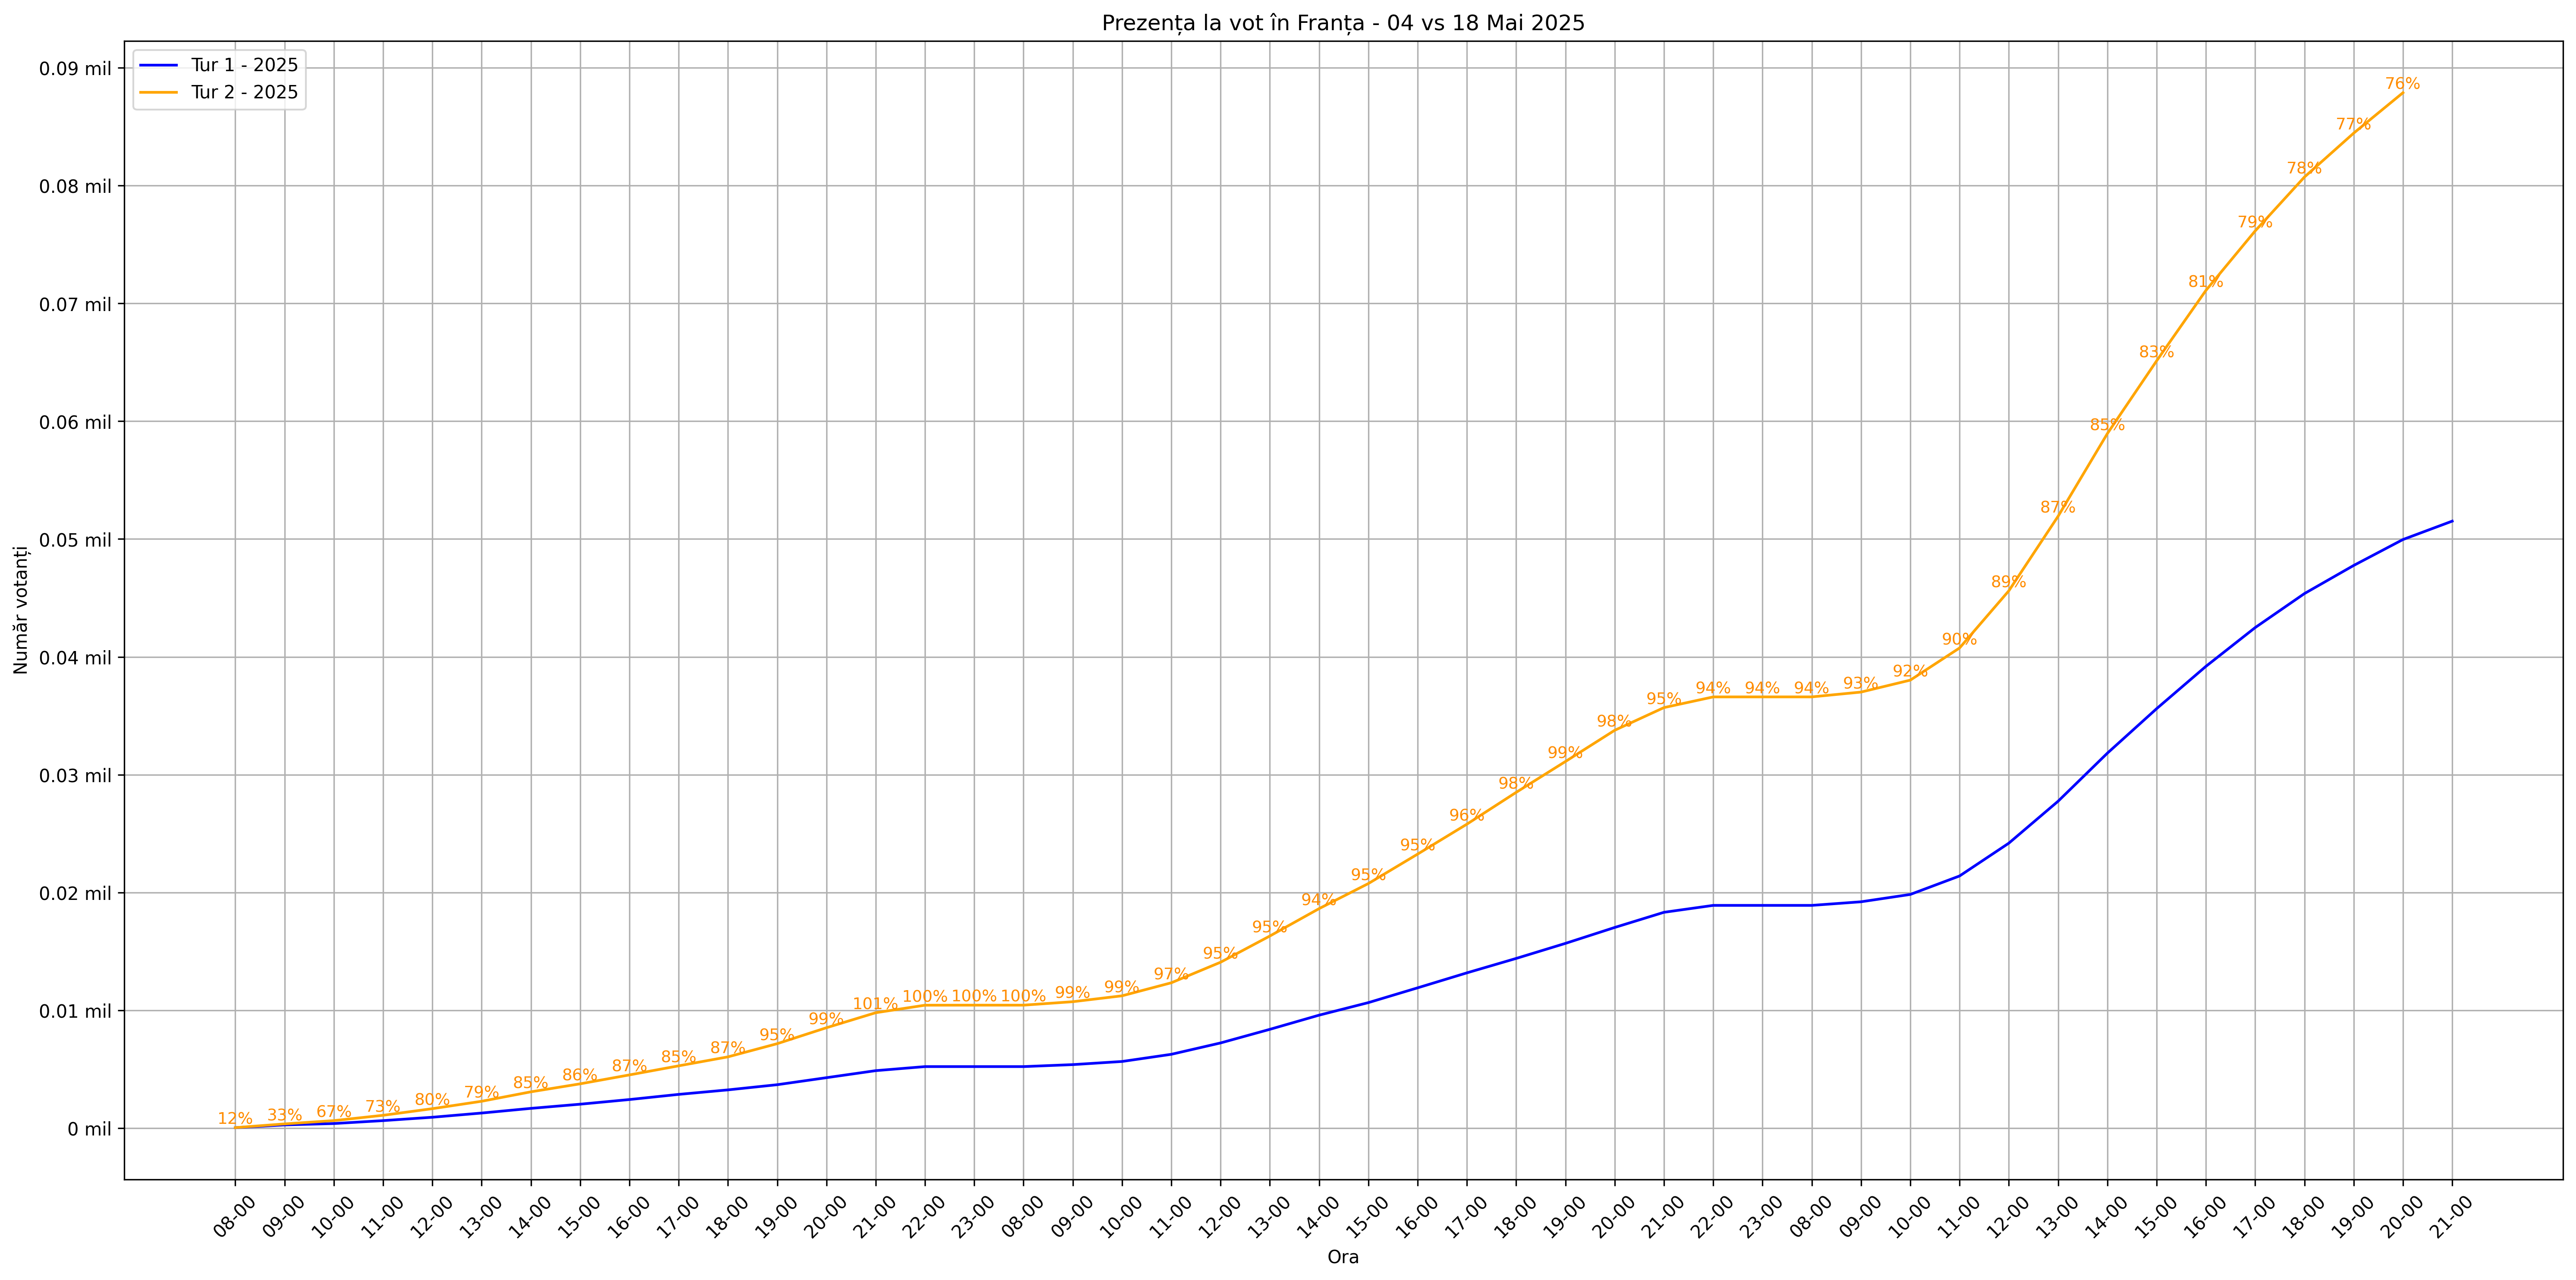 Prezența la vot în Franța - 04 vs 18 Mai 2025
Tur 1 - 2025
Tur 2 - 2025
Număr votanți
0.09 mil
0.08 mil
0.07 mil
0.06 mil
0.05 mil
0.04 mil
0.03 mil
0.02 mil
0.01 mil
0 mil
12% 33% 67% 73% 80% 79% 85% 86% 87% 85% 87% 95% 99% 101% 100% 100% 100% 99% 99% 97% 95% 95% 94% 95% 95% 96% 98% 99% 98% 95% 94% 94% 94% 93% 92% 90% 89% 87% 85% 83% 81% 79% 78% 77% 76%
08-00 09-00 10-00 11-00 12-00 13-00 14-00 15-00 16-00 17-00 18-00 19-00 20-00 21-00 22-00 23-00 08-00 09-00 10-00 11-00 12-00 13-00 14-00 15-00 16-00 17-00 18-00 19-00 20-00 21-00 22-00 23-00 08-00 09-00 10-00 11-00 12-00 13-00 14-00 15-00 16-00 17-00 18-00 19-00 20-00 21-00
Ora